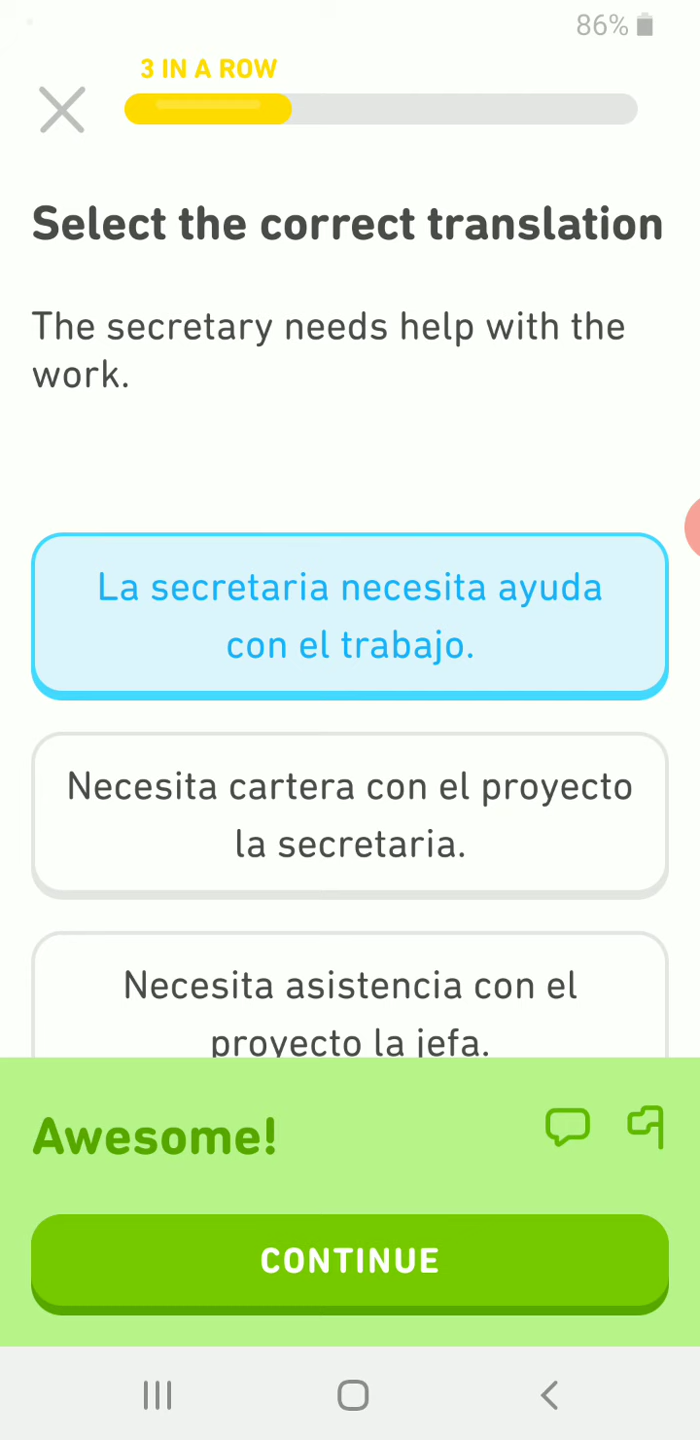 86%
3 IN A ROW
Select the correct translation
The secretary needs help with the
work.
La secretaria necesita ayuda
con el trabajo.
Necesita cartera con el proyecto
la secretaria.
Necesita asistencia con el
proyecto la jefa.
Awesome!
CONTINUE